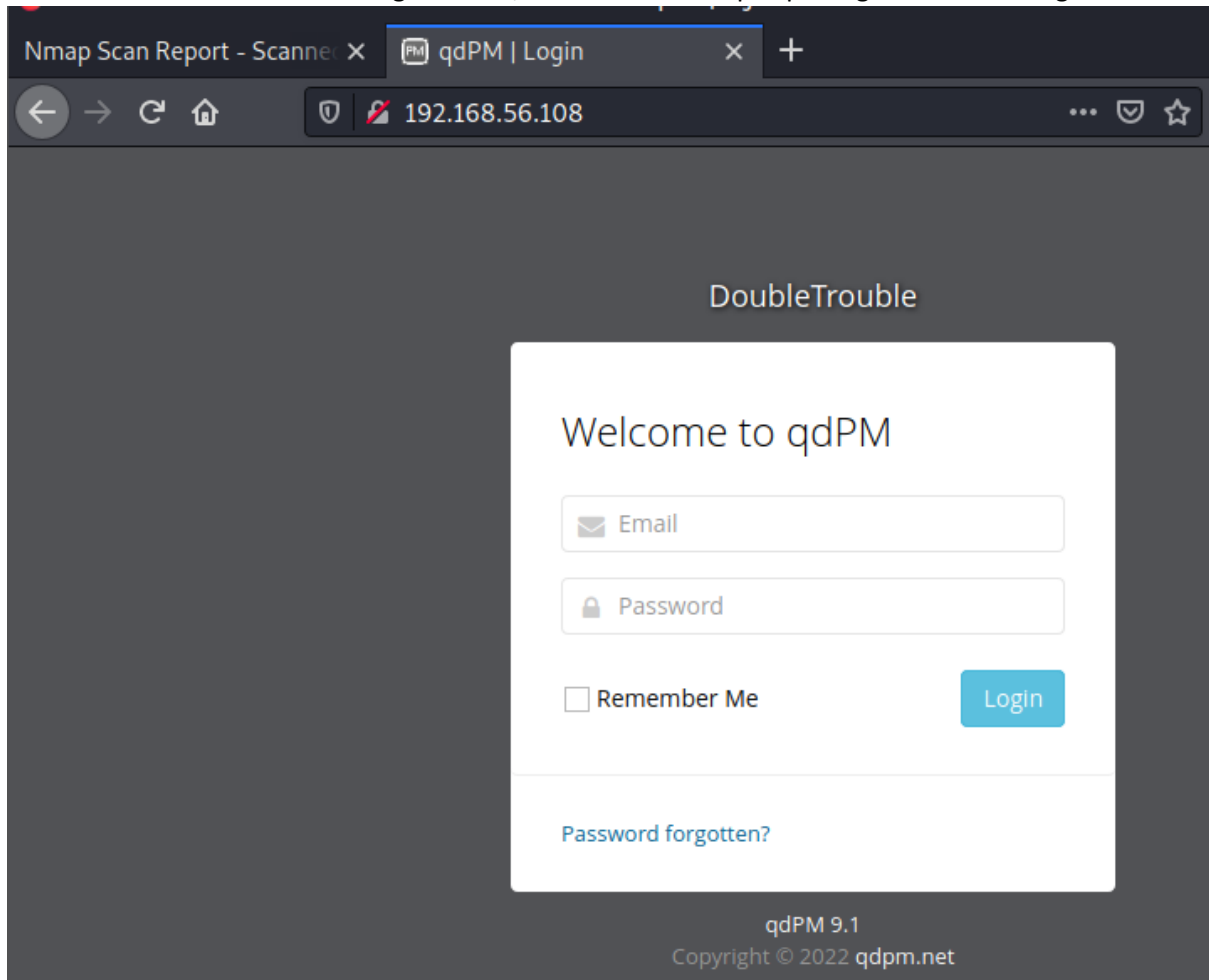 Nmap Scan Report - Scanne
PM qdPM | Login
192.168.56.108
DoubleTrouble
Welcome to qdPM
Email
Password
Remember Me
Login
Password forgotten?
qdPM 9.1
Copyright © 2022 qdpm.net